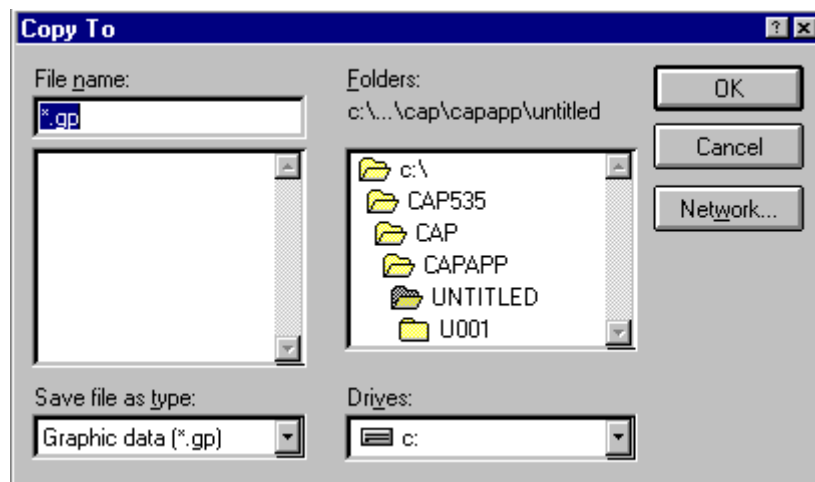 Copy To
File name:
*.gp
Folders:
c:\...\cap\capapp\untitled
OK
Cancel
Network...
c:\
CAP535
CAP
CAPAPP
UNTITLED
U001
Save file as type:
Graphic data (*.gp)
Drives:
c: